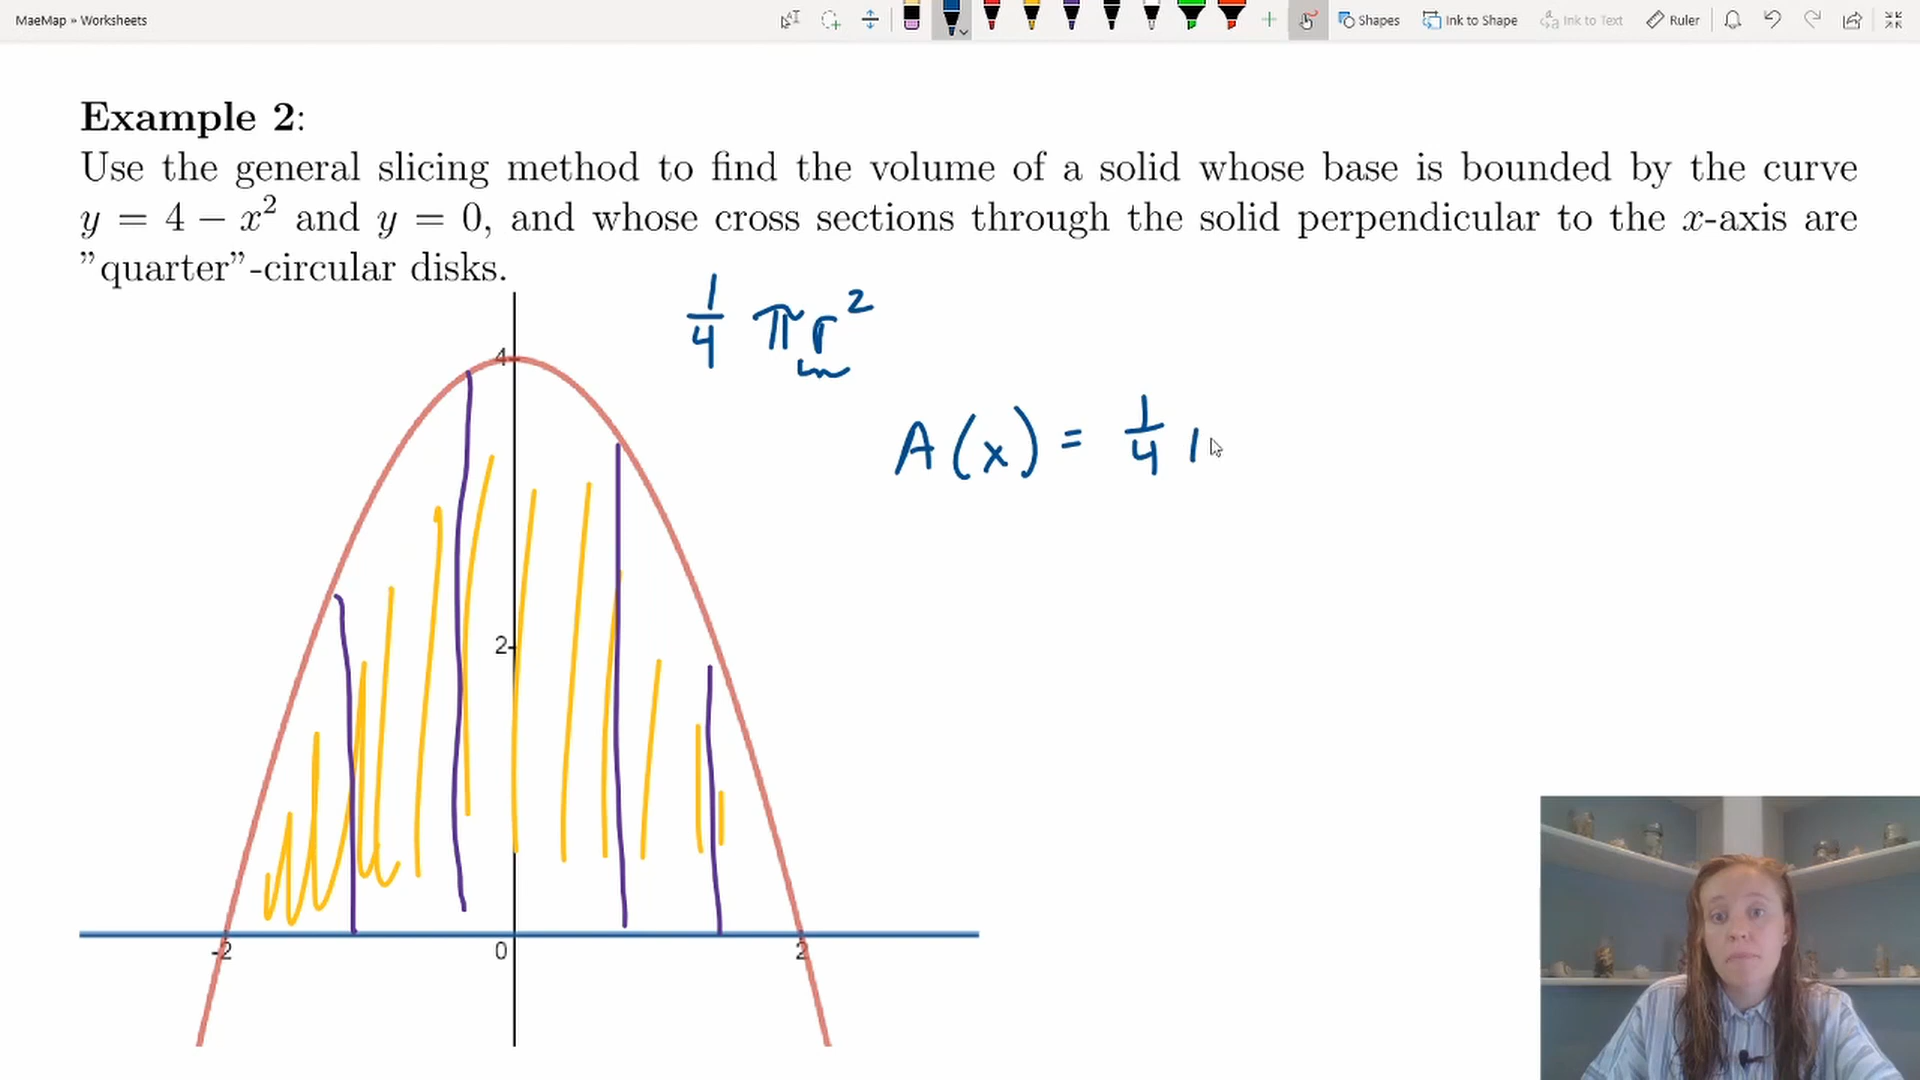 MaeMap » Worksheets
Shapes
Ink to Shape
Ink to Text
Ruler
Example 2:
Use the general slicing method to find the volume of a solid whose base is bounded by the curve
y = 4 − x² and y = 0, and whose cross sections through the solid perpendicular to the x-axis are
”quarter”-circular disks.
1/4 πr²
A(x) = 1/4
4
2
-2
0
2